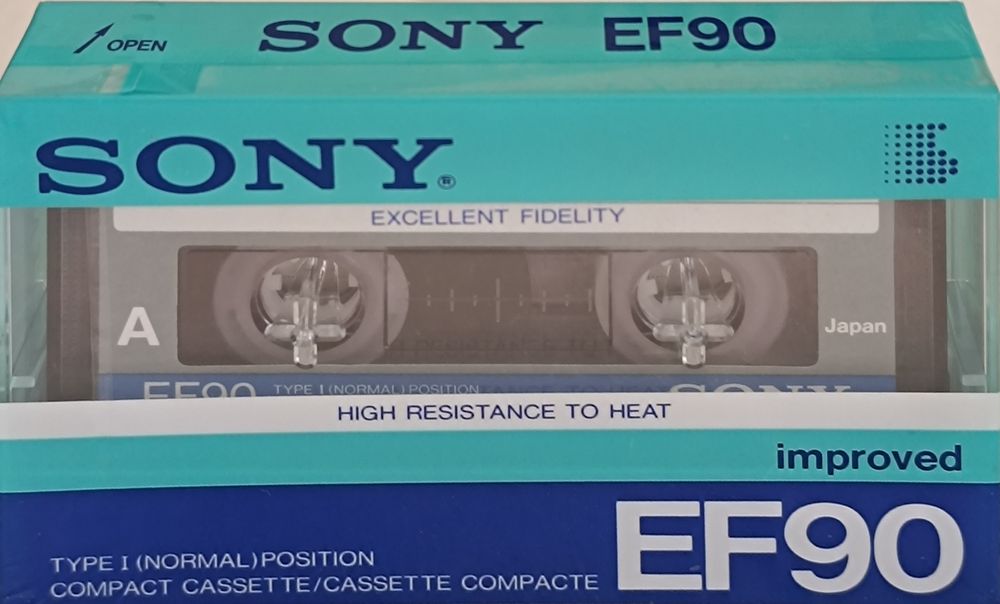 OPEN SONY EF90
SONY®
EXCELLENT FIDELITY
A
Japan
EF90 TYPE I (NORMAL) POSITION SONY
HIGH RESISTANCE TO HEAT
improved
EF90
TYPE I (NORMAL) POSITION
COMPACT CASSETTE/CASSETTE COMPACTE